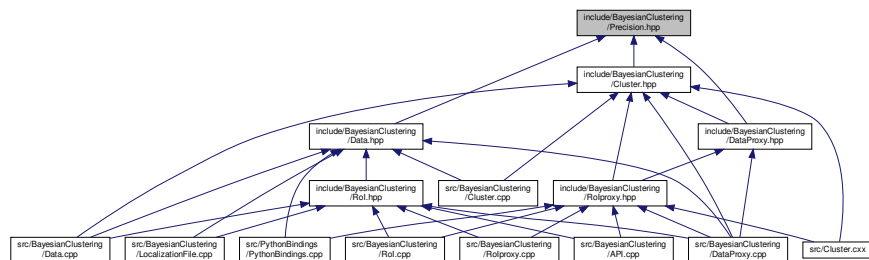 include/BayesianClustering
/Precision.hpp
include/BayesianClustering
/Cluster.hpp
include/BayesianClustering
/Data.hpp
include/BayesianClustering
/DataProxy.hpp
include/BayesianClustering
/RoI.hpp
src/BayesianClustering
/Cluster.cpp
include/BayesianClustering
/RoIproxy.hpp
src/BayesianClustering
/Data.cpp
src/BayesianClustering
/LocalizationFile.cpp
src/PythonBindings
/PythonBindings.cpp
src/BayesianClustering
/RoI.cpp
src/BayesianClustering
/RoIproxy.cpp
src/BayesianClustering
/API.cpp
src/BayesianClustering
/DataProxy.cpp
src/Cluster.cxx